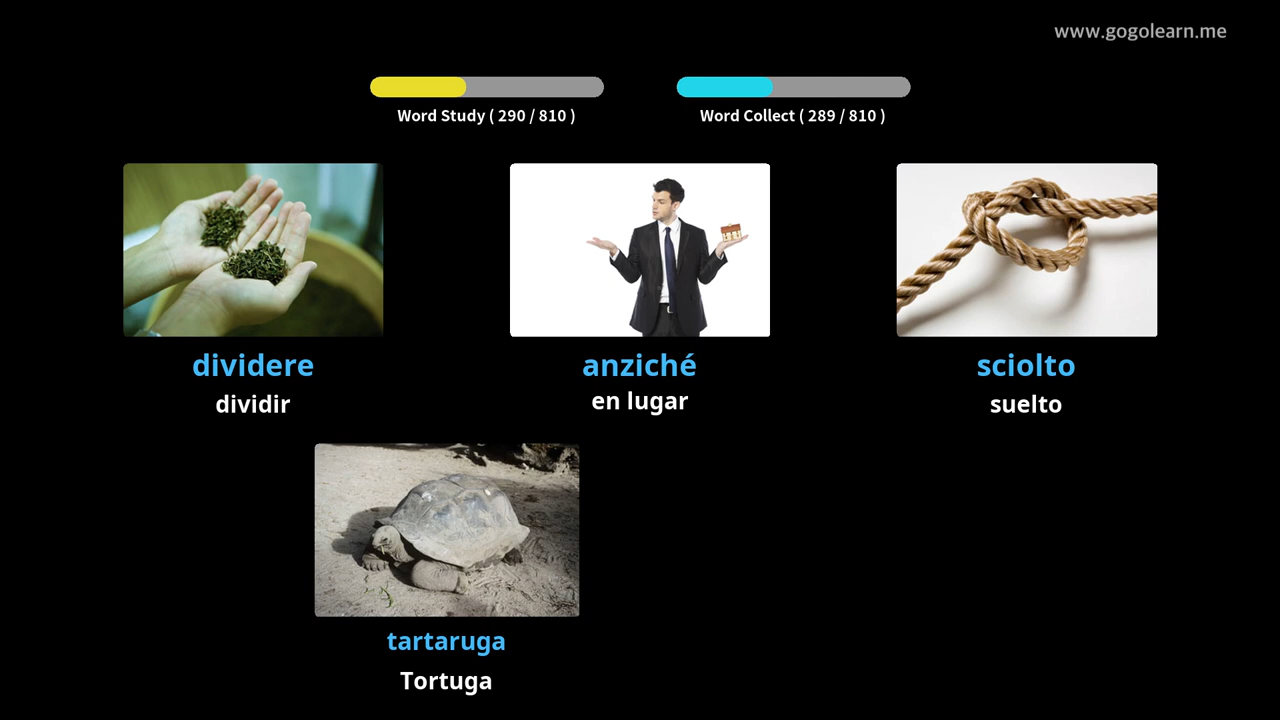 www.gogolearn.me
Word Study ( 290 / 810 )
Word Collect ( 289 / 810 )
dividere
dividir
anziché
en lugar
sciolto
suelto
tartaruga
Tortuga